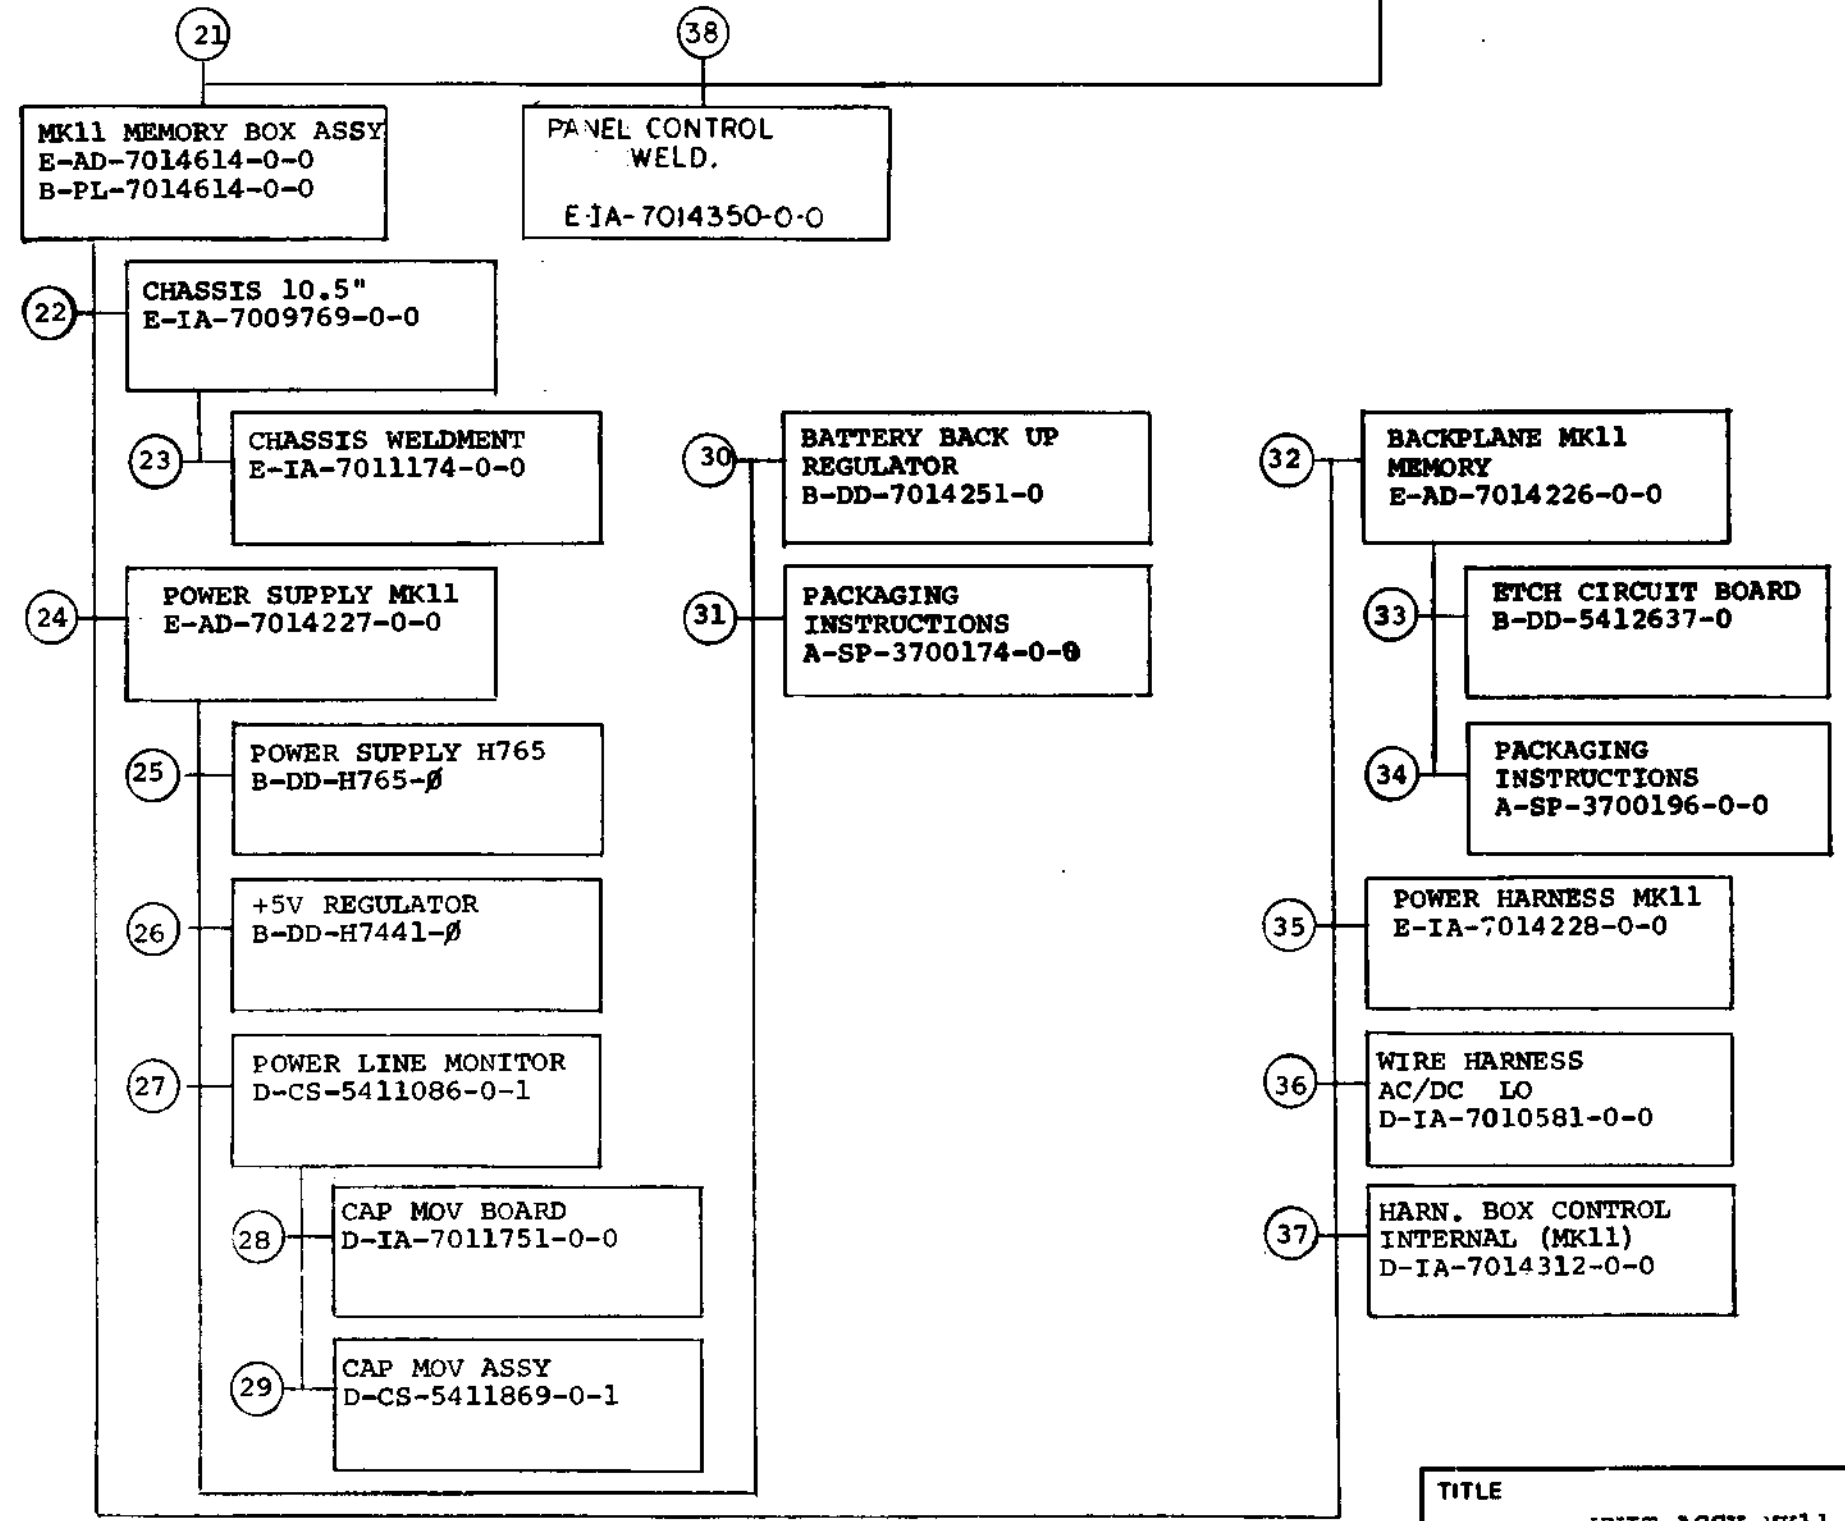 21
38
MK11 MEMORY BOX ASSY
E-AD-7014614-0-0
B-PL-7014614-0-0
PANEL CONTROL
WELD.
E-IA-7014350-0-0
22
CHASSIS 10.5"
E-IA-7009769-0-0
23
CHASSIS WELDMENT
E-IA-7011174-0-0
24
POWER SUPPLY MK11
E-AD-7014227-0-0
25
POWER SUPPLY H765
B-DD-H765-Ø
26
+5V REGULATOR
B-DD-H7441-Ø
27
POWER LINE MONITOR
D-CS-5411086-0-1
28
CAP MOV BOARD
D-IA-7011751-0-0
29
CAP MOV ASSY
D-CS-5411869-0-1
30
BATTERY BACK UP
REGULATOR
B-DD-7014251-0
31
PACKAGING
INSTRUCTIONS
A-SP-3700174-0-0
32
BACKPLANE MK11
MEMORY
E-AD-7014226-0-0
33
ETCH CIRCUIT BOARD
B-DD-5412637-0
34
PACKAGING
INSTRUCTIONS
A-SP-3700196-0-0
35
POWER HARNESS MK11
E-IA-7014228-0-0
36
WIRE HARNESS
AC/DC LO
D-IA-7010581-0-0
37
HARN. BOX CONTROL
INTERNAL (MK11)
D-IA-7014312-0-0
TITLE